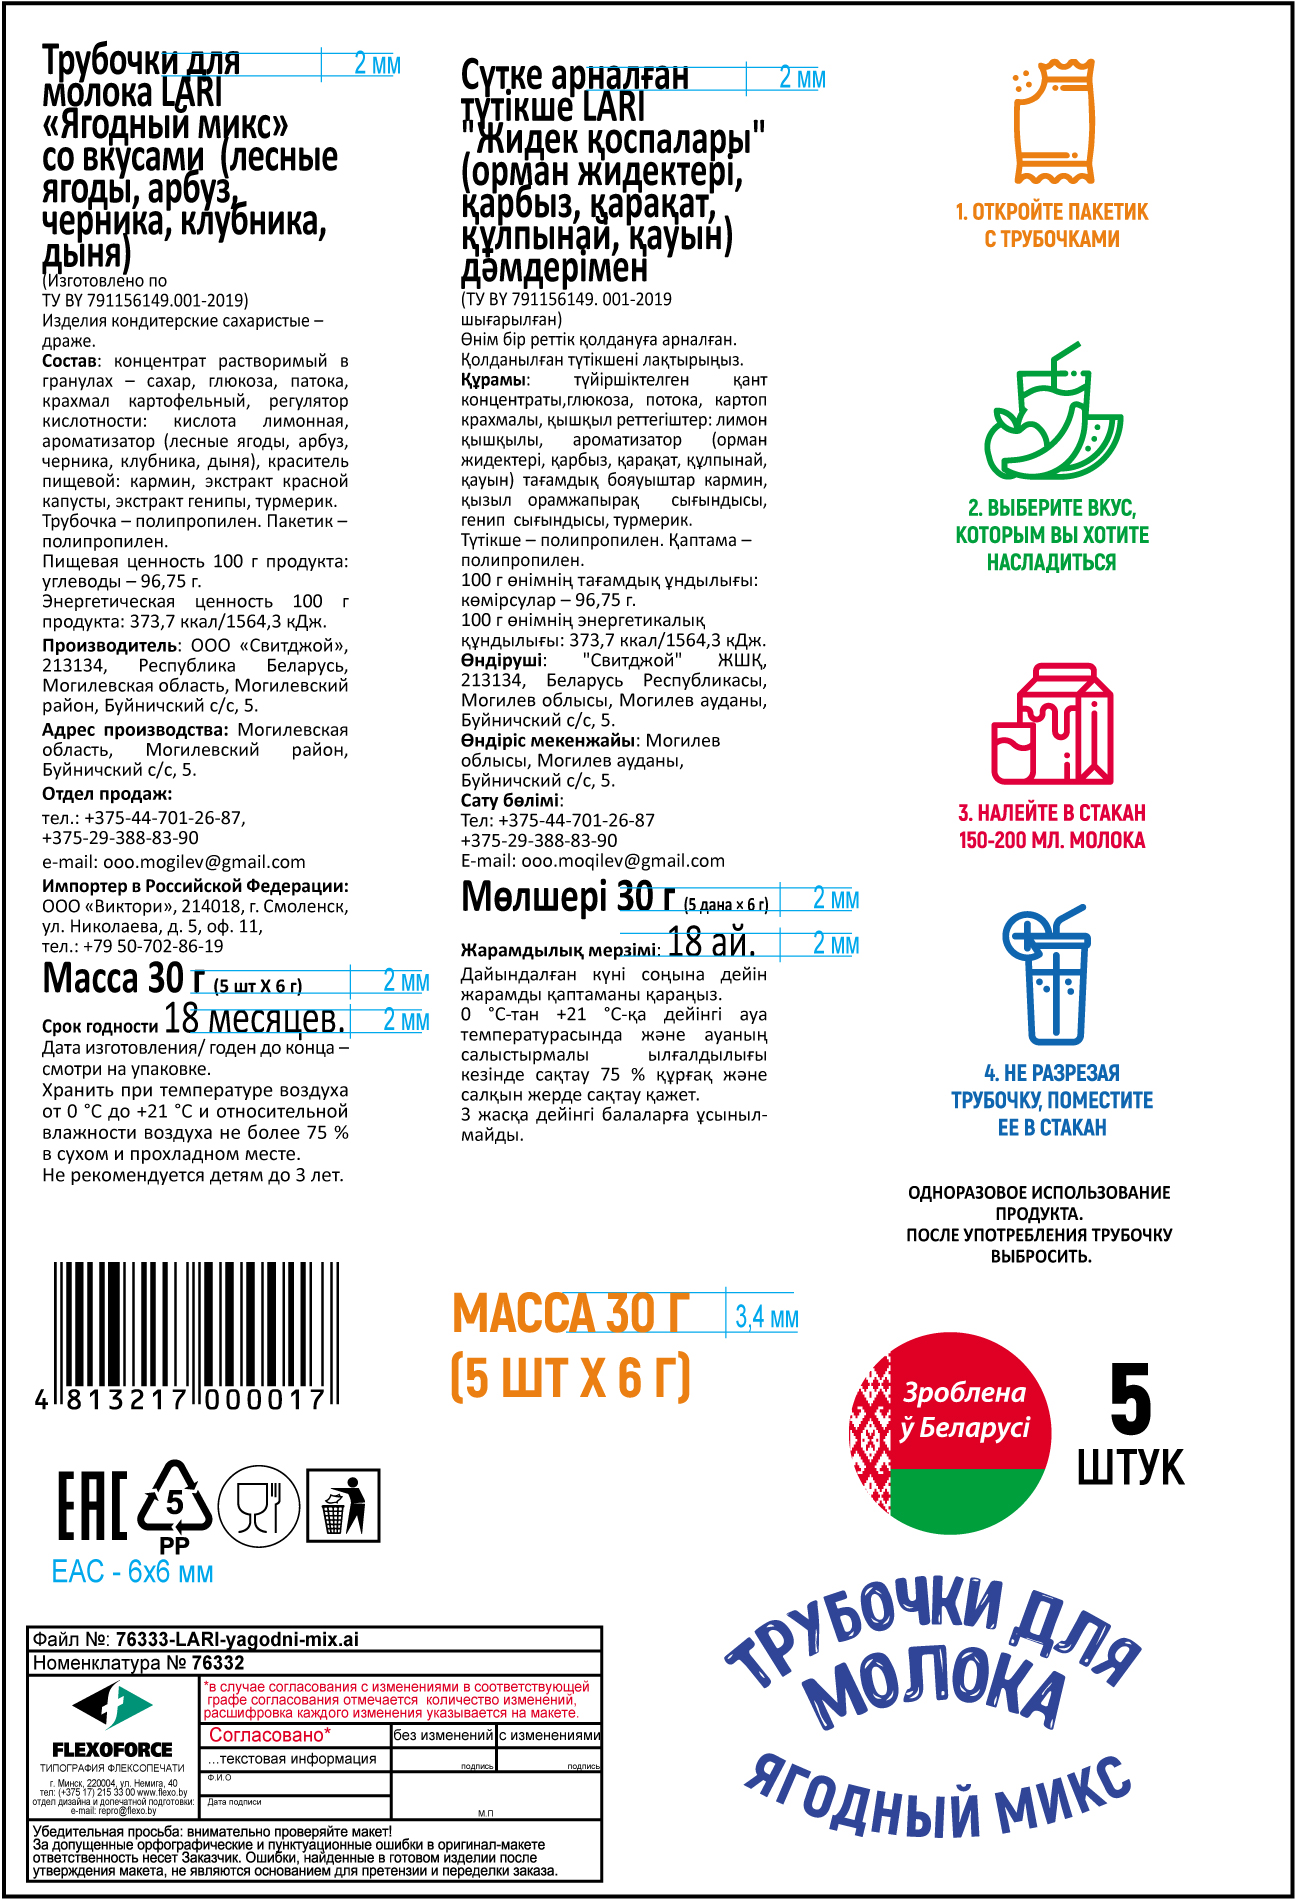 Трубочки для
молока LARI
«Ягодный микс»
со вкусами (лесные
ягоды, арбуз,
черника, клубника,
дыня)
2 мм
(Изготовлено по
ТУ BY 791156149.001-2019)
Изделия кондитерские сахаристые –
драже.
Состав: концентрат растворимый в
гранулах – сахар, глюкоза, патока,
крахмал картофельный, регулятор
кислотности: кислота лимонная,
ароматизатор (лесные ягоды, арбуз,
черника, клубника, дыня), краситель
пищевой: кармин, экстракт красной
капусты, экстракт генипы, турмерик.
Трубочка – полипропилен. Пакетик –
полипропилен.
Пищевая ценность 100 г продукта:
углеводы – 96,75 г.
Энергетическая ценность 100 г
продукта: 373,7 ккал/1564,3 кДж.
Производитель: ООО «Свитджой»,
213134, Республика Беларусь,
Могилевская область, Могилевский
район, Буйничский с/с, 5.
Адрес производства: Могилевская
область, Могилевский район,
Буйничский с/с, 5.
Отдел продаж:
тел.: +375-44-701-26-87,
+375-29-388-83-90
e-mail: ooo.mogilev@gmail.com
Импортер в Российской Федерации:
ООО «Виктори», 214018, г. Смоленск,
ул. Николаева, д. 5, оф. 11,
тел.: +79 50-702-86-19
Масса 30 г (5 шт X 6 г)
2 мм
Срок годности 18 месяцев.
2 мм
Дата изготовления/ годен до конца –
смотри на упаковке.
Хранить при температуре воздуха
от 0 °С до +21 °С и относительной
влажности воздуха не более 75 %
в сухом и прохладном месте.
Не рекомендуется детям до 3 лет.
Сүтке арналған
түтікше LARI
"Жидек қоспалары"
(орман жидектері,
қарбыз, қарақат,
құлпынай, қауын)
дәмдерімен
2 мм
(ТУ BY 791156149. 001-2019
шығарылған)
Өнім бір реттік қолдануға арналған.
Қолданылған түтікшені лақтырыңыз.
Құрамы: түйіршіктелген қант
концентраты,глюкоза, потока, картоп
крахмалы, қышқыл реттегіштер: лимон
қышқылы, ароматизатор (орман
жидектері, қарбыз, қарақат, құлпынай,
қауын) тағамдық бояуыштар кармин,
қызыл орамжапырақ сығындысы,
генип сығындысы, турмерик.
Түтікше – полипропилен. Қаптама –
полипропилен.
100 г өнімнің тағамдық ұндылығы:
көмірсулар – 96,75 г.
100 г өнімнің энергетикалық
құндылығы: 373,7 ккал/1564,3 кДж.
Өндіруші: "Свитджой" ЖШҚ,
213134, Беларусь Республикасы,
Могилев облысы, Могилев ауданы,
Буйничский с/с, 5.
Өндіріс мекенжайы: Могилев
облысы, Могилев ауданы,
Буйничский с/с, 5.
Сату бөлімі:
Тел: +375-44-701-26-87
+375-29-388-83-90
E-mail: ooo.moqilev@gmail.com
Мөлшері 30 г (5 дана × 6 г)
2 мм
Жарамдылық мерзімі: 18 ай.
2 мм
Дайындалған күні соңына дейін
жарамды қаптаманы қараңыз.
0 °С-тан +21 °С-қа дейінгі ауа
температурасында және ауаның
салыстырмалы ылғалдылығы
кезінде сақтау 75 % құрғақ және
салқын жерде сақтау қажет.
3 жасқа дейінгі балаларға ұсыныл-
майды.
1. ОТКРОЙТЕ ПАКЕТИК
С ТРУБОЧКАМИ
2. ВЫБЕРИТЕ ВКУС,
КОТОРЫМ ВЫ ХОТИТЕ
НАСЛАДИТЬСЯ
3. НАЛЕЙТЕ В СТАКАН
150-200 МЛ. МОЛОКА
4. НЕ РАЗРЕЗАЯ
ТРУБОЧКУ, ПОМЕСТИТЕ
ЕЕ В СТАКАН
ОДНОРАЗОВОЕ ИСПОЛЬЗОВАНИЕ
ПРОДУКТА.
ПОСЛЕ УПОТРЕБЛЕНИЯ ТРУБОЧКУ
ВЫБРОСИТЬ.
4 813217 000017
МАССА 30 Г
(5 ШТ Х 6 Г)
3,4 мм
Зроблена
ў Беларусі
5
ШТУК
EAC
5
PP
ЕАС - 6х6 мм
ТРУБОЧКИ ДЛЯ
МОЛОКА
ЯГОДНЫЙ МИКС
Файл №: 76333-LARI-yagodni-mix.ai
Номенклатура № 76332
FLEXOFORCE
ТИПОГРАФИЯ ФЛЕКСОПЕЧАТИ
г. Минск, 220004, ул. Немига, 40
тел: (+375 17) 215 33 00 www.flexo.by
отдел дизайна и допечатной подготовки:
e-mail: repro@flexo.by
*в случае согласования с изменениями в соответствующей
графе согласования отмечается количество изменений,
расшифровка каждого изменения указывается на макете.
Согласовано*
без изменений
с изменениями
...текстовая информация
подпись
подпись
Ф.И.О
Дата подписи
М.П
Убедительная просьба: внимательно проверяйте макет!
За допущенные орфографические и пунктуационные ошибки в оригинал-макете
ответственность несет Заказчик. Ошибки, найденные в готовом изделии после
утверждения макета, не являются основанием для претензии и переделки заказа.